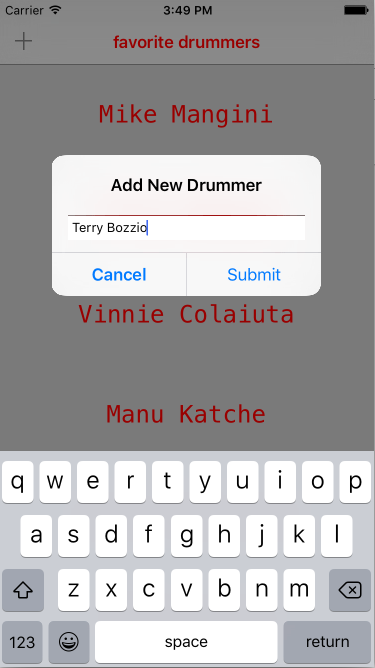 Carrier 3:49 PM
+ favorite drummers
Mike Mangini
Add New Drummer
Terry Bozzio
Cancel Submit
Vinnie Colaiuta
Manu Katche
q w e r t y u i o p
a s d f g h j k l
z x c v b n m
123 space return